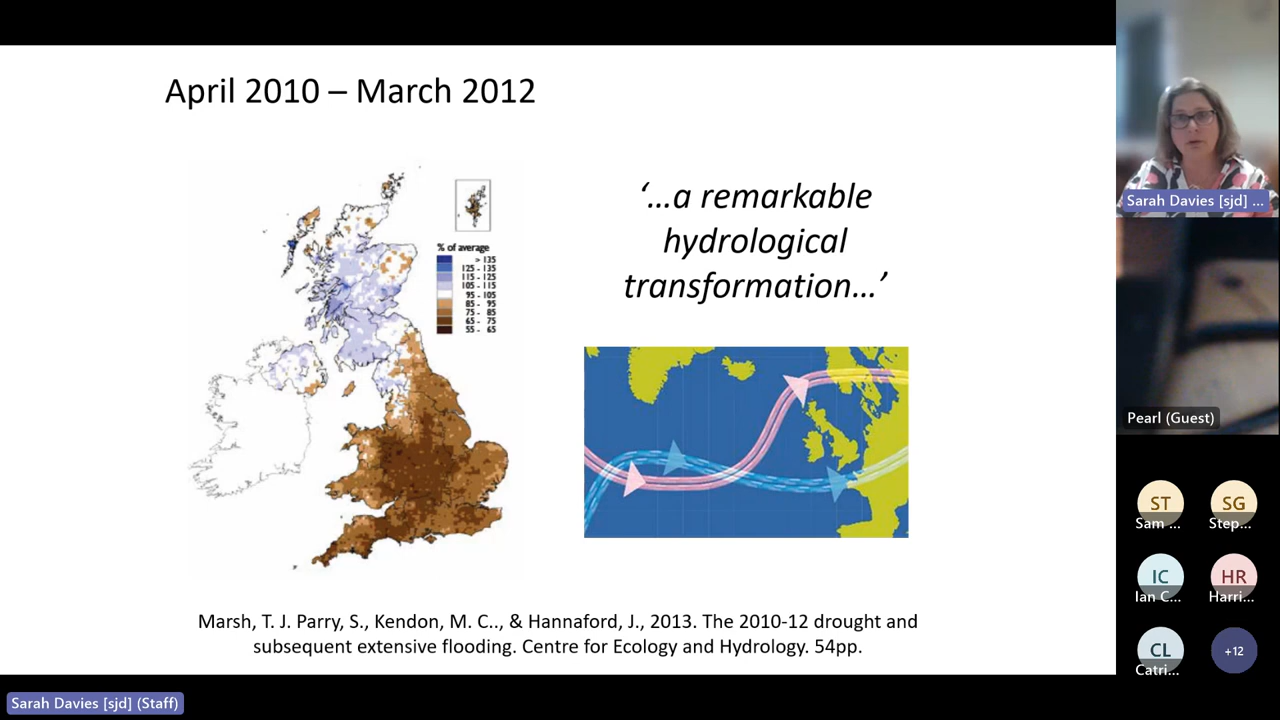 April 2010 – March 2012
‘…a remarkable
hydrological
transformation…’
% of average
> 135
125 - 135
115 - 125
105 - 115
95 - 105
85 - 95
75 - 85
65 - 75
55 - 65
Marsh, T. J. Parry, S., Kendon, M. C.., & Hannaford, J., 2013. The 2010-12 drought and
subsequent extensive flooding. Centre for Ecology and Hydrology. 54pp.
Sarah Davies [sjd] ...
Pearl (Guest)
ST
SG
Sam ...
Step...
IC
HR
Ian C...
Harri...
CL
+12
Catri...
Sarah Davies [sjd] (Staff)